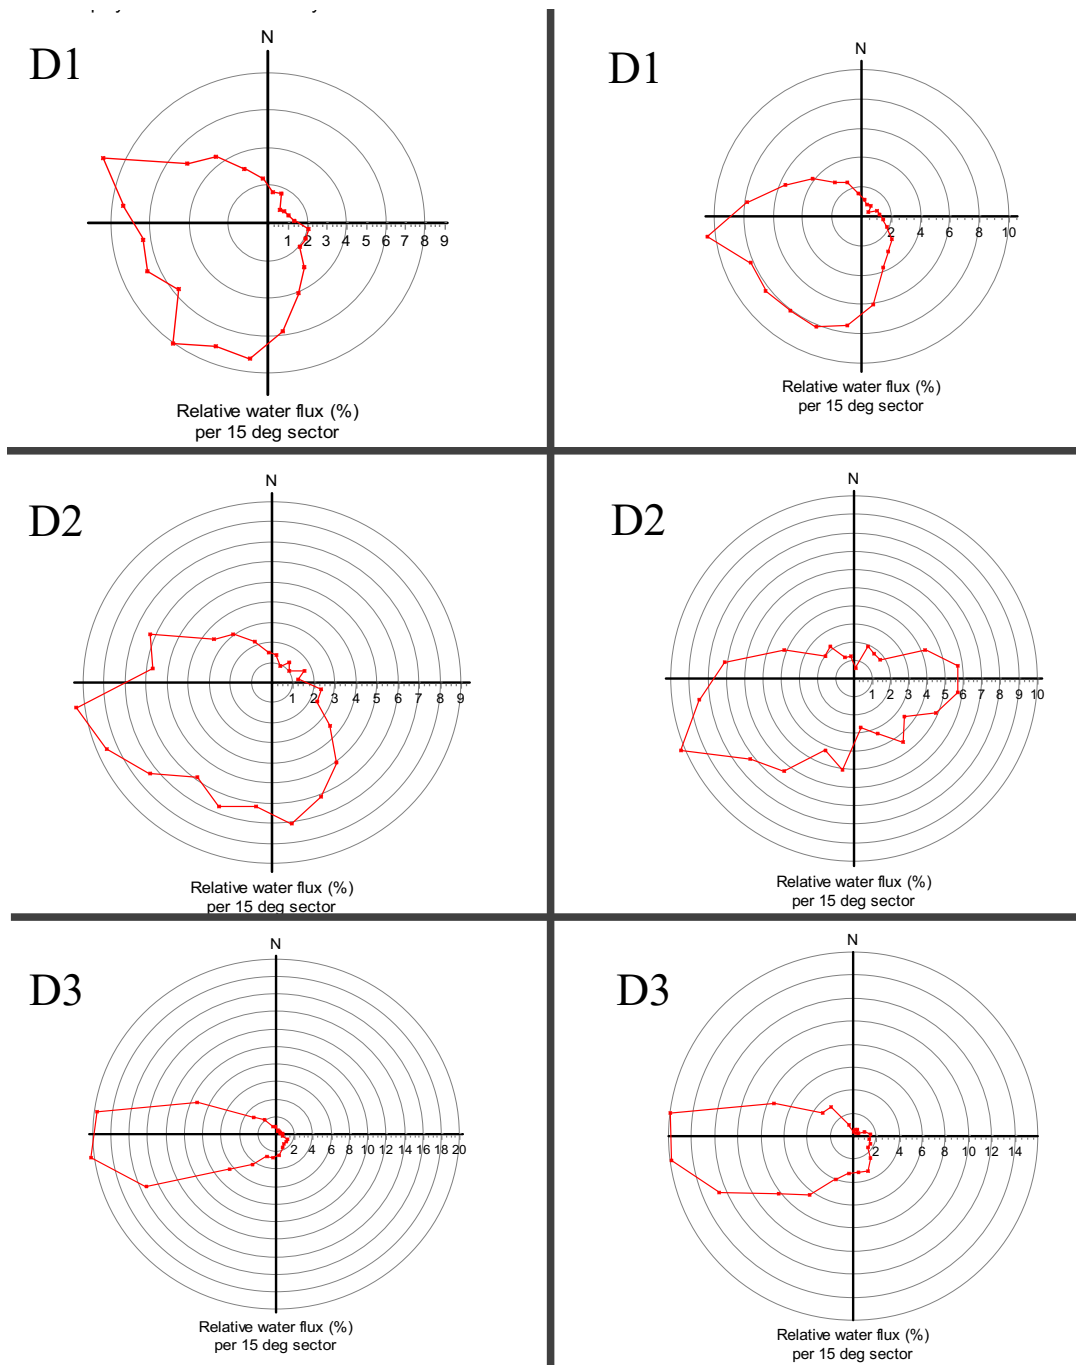 N
D1
1 2 3 4 5 6 7 8 9
Relative water flux (%)
per 15 deg sector
N
D1
2 4 6 8 10
Relative water flux (%)
per 15 deg sector
N
D2
1 2 3 4 5 6 7 8 9
Relative water flux (%)
per 15 deg sector
N
D2
1 2 3 4 5 6 7 8 9 10
Relative water flux (%)
per 15 deg sector
N
D3
2 4 6 8 10 12 14 16 18 20
Relative water flux (%)
per 15 deg sector
N
D3
2 4 6 8 10 12 14
Relative water flux (%)
per 15 deg sector